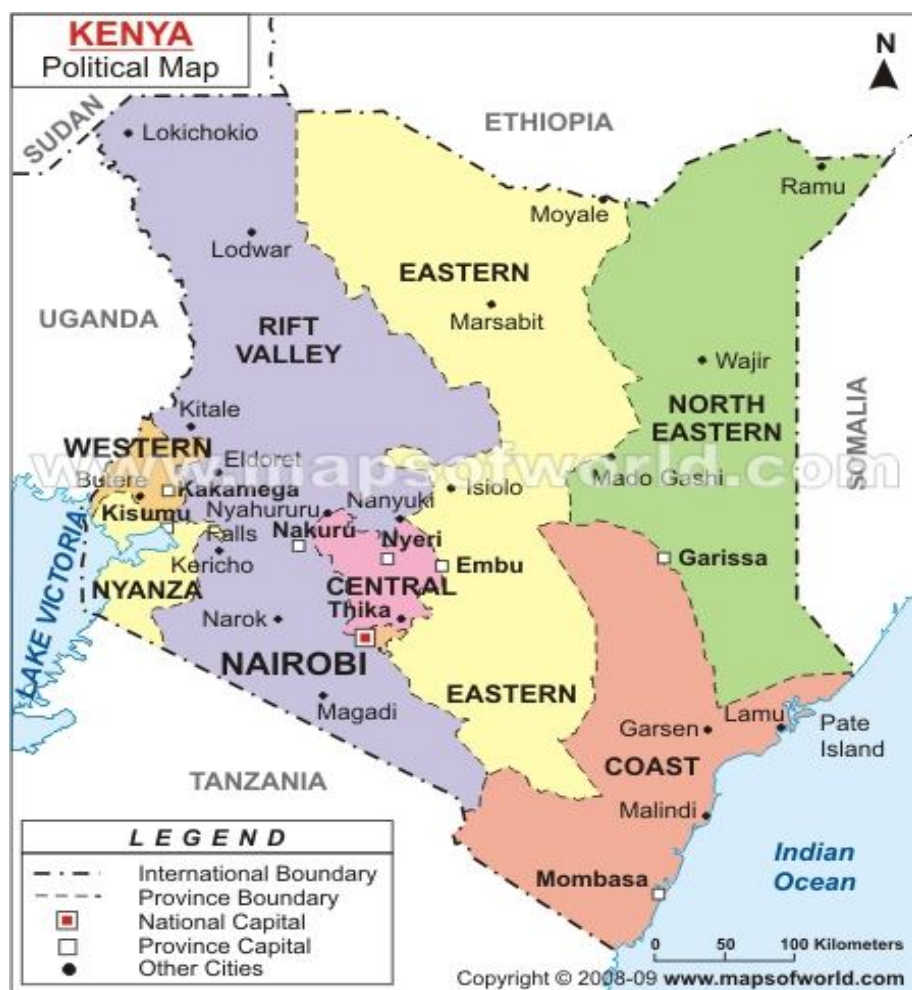 KENYA
Political Map
N
SUDAN
ETHIOPIA
Lokichokio
Ramu
Moyale
Lodwar
EASTERN
Marsabit
UGANDA
RIFT
VALLEY
Wajir
SOMALIA
Kitale
NORTH
EASTERN
WESTERN
Eldoret
www.mapsofworld.com
Mado Gashi
Butere
Kakamega
Isiolo
Nanyuki
Kisumu
Nyahururu
Falls
Nakuru
Nyeri
Kericho
Embu
Garissa
LAKE VICTORIA
NYANZA
CENTRAL
Thika
Narok
NAIROBI
EASTERN
Magadi
Lamu
Garsen
Pate
Island
TANZANIA
COAST
Malindi
LEGEND
International Boundary
Province Boundary
National Capital
Province Capital
Other Cities
Indian
Ocean
Mombasa
0 50 100 Kilometers
Copyright © 2008-09 www.mapsofworld.com